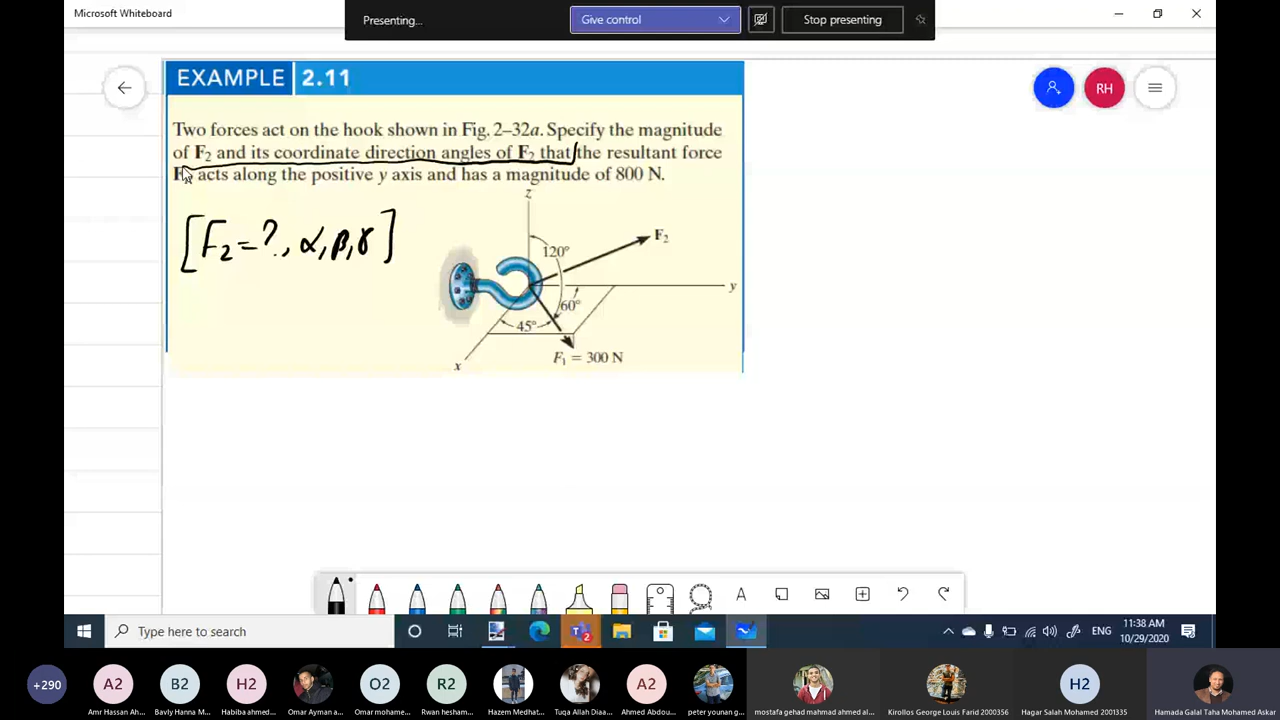 Microsoft Whiteboard
Presenting...
Give control
Stop presenting
EXAMPLE 2.11
RH
Two forces act on the hook shown in Fig. 2–32a. Specify the magnitude
of F2 and its coordinate direction angles of F2 that the resultant force
acts along the positive y axis and has a magnitude of 800 N.
[F2=?, α,β,γ]
z
120°
F2
y
60°
45°
F1 = 300 N
x
A
Type here to search
2
ENG
11:38 AM
10/29/2020
+290
A2
B2
H2
O2
R2
A2
H2
Amr Hassan Ah...
Bavly Hanna M...
Habiba ahmed...
Omar Ayman a...
Omar mohame...
Rwan hesham...
Hazem Medhat...
Tuqa Allah Diaa...
Ahmed Abdou...
peter younan g...
mostafa gehad mahmad ahmed al...
Kirollos George Louis Farid 2000356
Hagar Salah Mohamed 2001335
Hamada Galal Taha Mohamed Askar